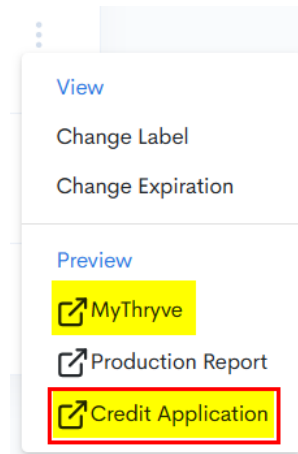 View
Change Label
Change Expiration
Preview
MyThryve
Production Report
Credit Application